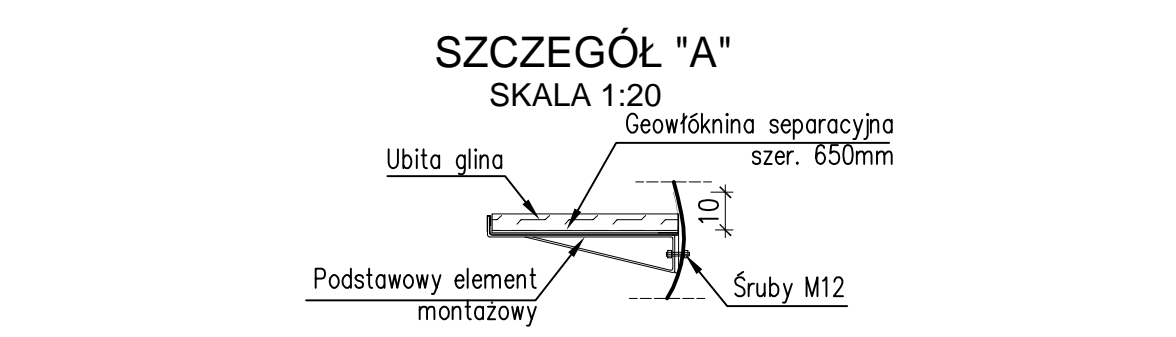 SZCZEGÓŁ "A"
SKALA 1:20
Geowłóknina separacyjna
szer. 650mm
Ubita glina
10
Podstawowy element
montażowy
Śruby M12